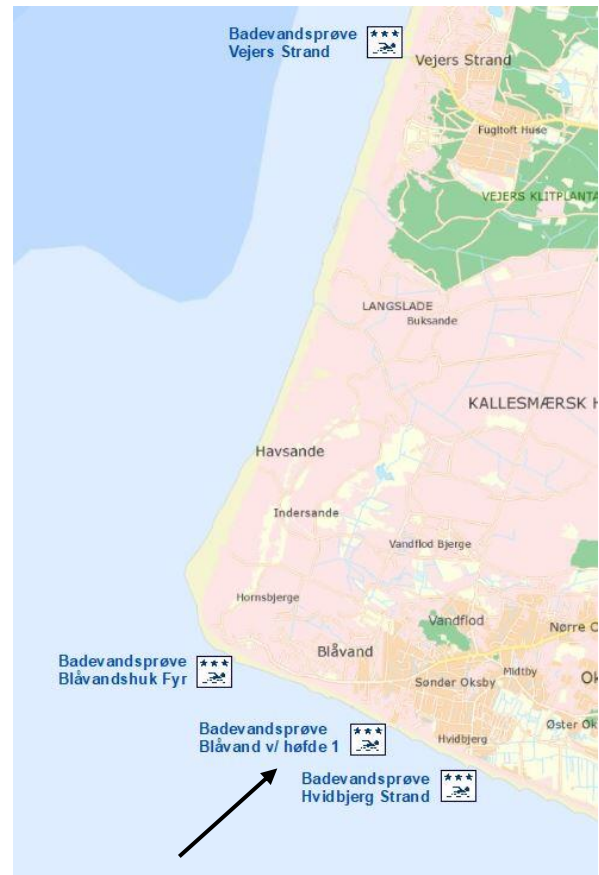 Badevandsprøve
Vejers Strand
Vejers Strand
Fugltoft Huse
VEJERS KLITPLANTA
LANGSLADE
Buksande
KALLESMÆRSK H
Havsande
Indersande
Vandflod Bjerge
Hornsbjerge
Vandflod
Nørre O
Blåvand
Badevandsprøve
Blåvandshuk Fyr
Midtby
Ok
Sønder Oksby
Øster Ok
Badevandsprøve
Blåvand v/ høfde 1
Hvidbjerg
Badevandsprøve
Hvidbjerg Strand